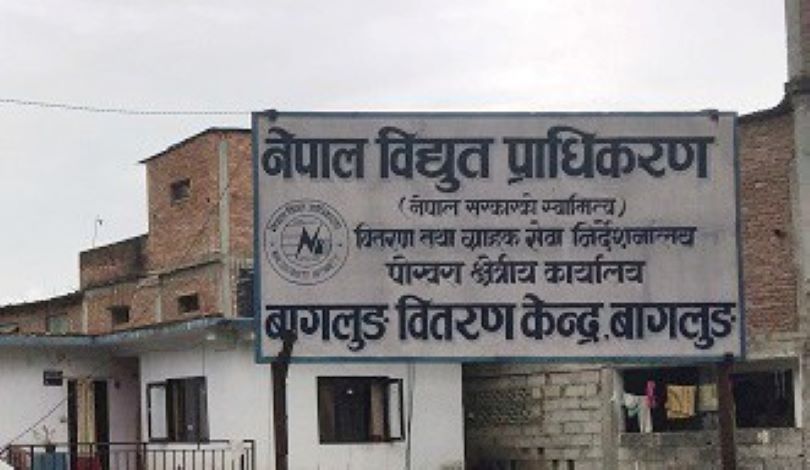 नेपाल विद्युत प्राधिकरण
(नेपाल सरकारको स्वामित्व)
वितरण तथा ग्राहक सेवा निर्देशनालय
पोखरा क्षेत्रीय कार्यालय
बागलुङ वितरण केन्द्र, बागलुङ